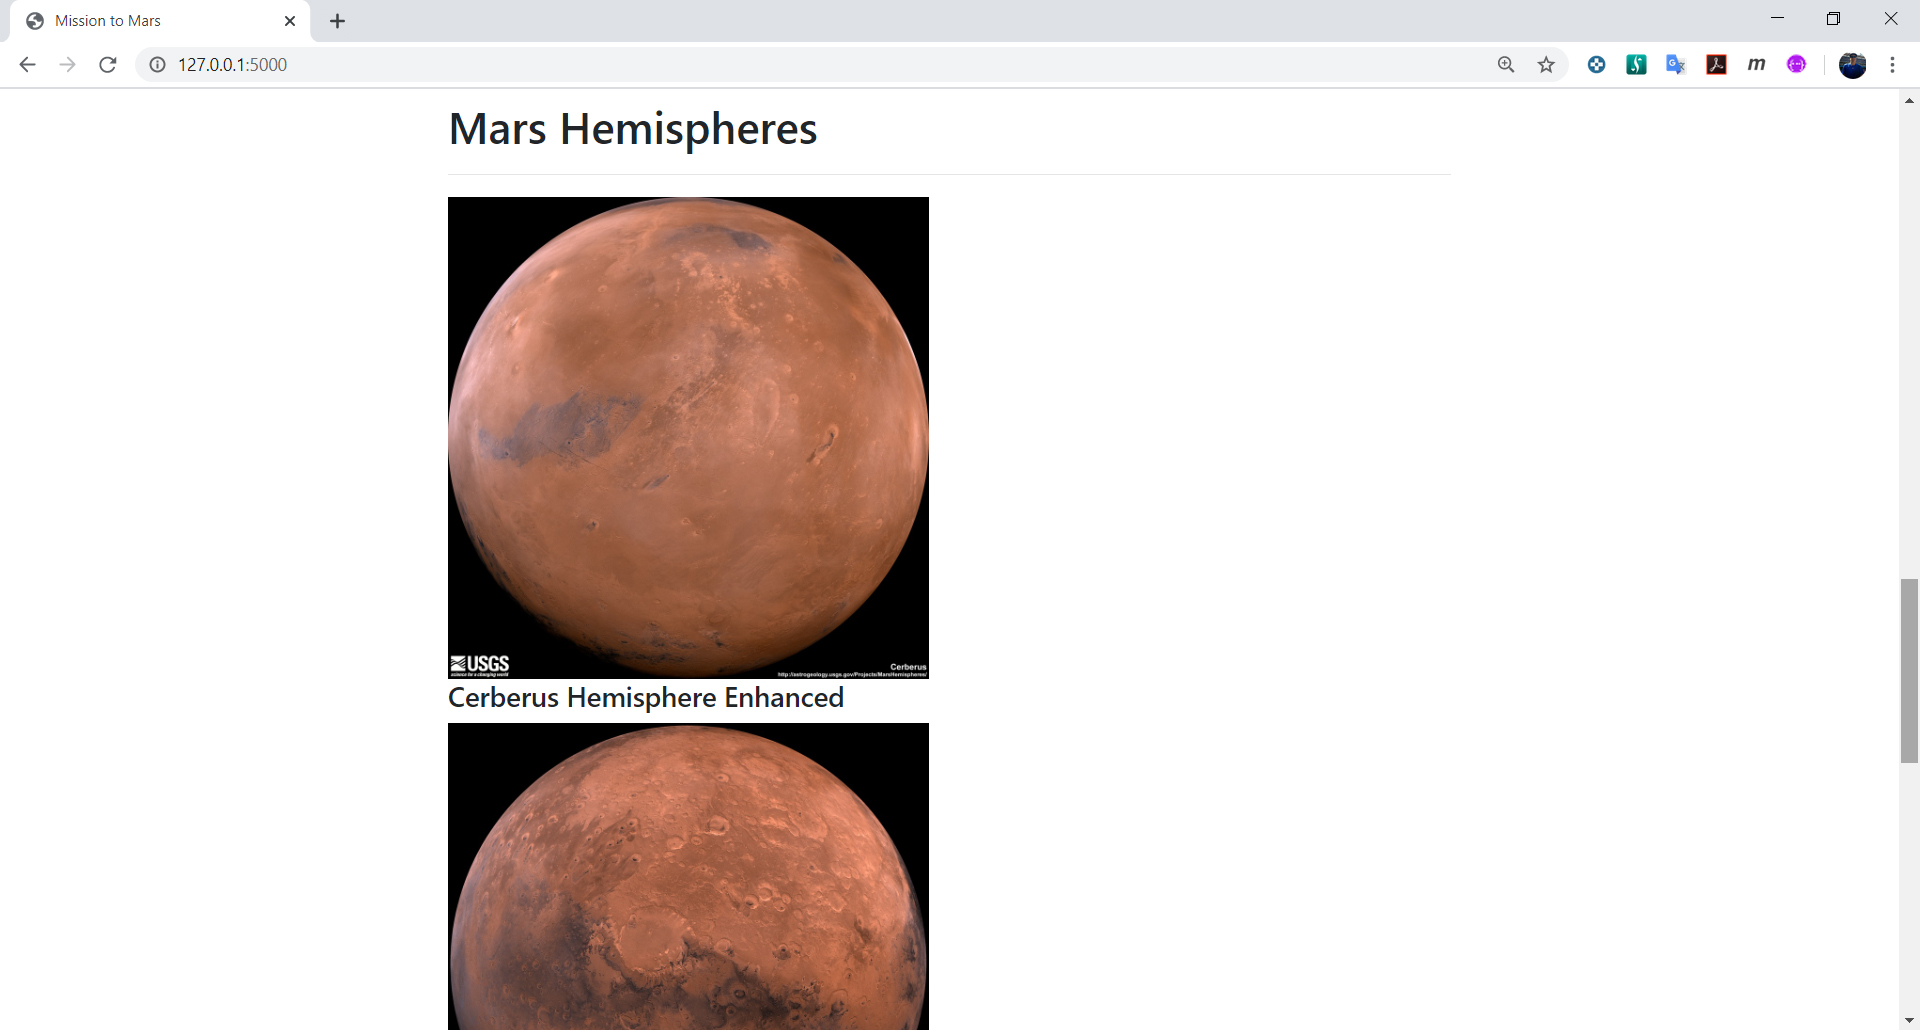 Mission to Mars
127.0.0.1:5000
m
Mars Hemispheres
USGS
science for a changing world
Cerberus
http://astrogeology.usgs.gov/Projects/MarsHemispheres/
Cerberus Hemisphere Enhanced